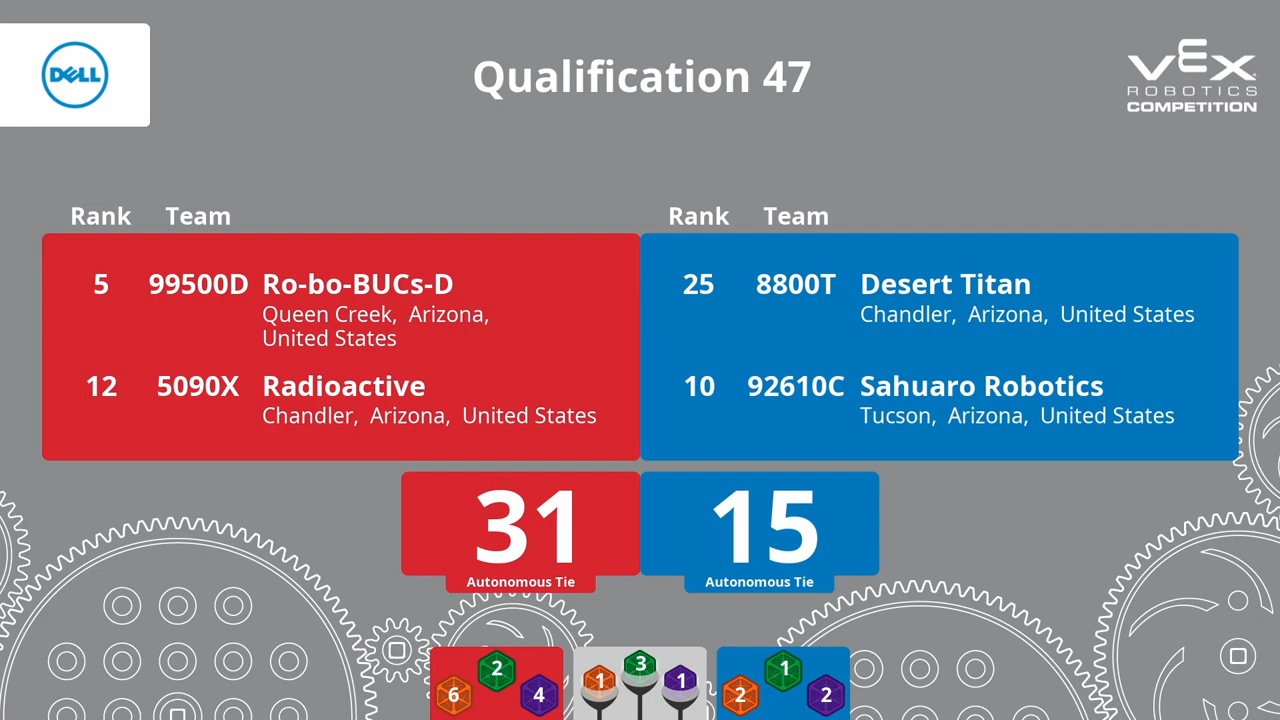 DELL
Qualification 47
VEX
ROBOTICS
COMPETITION
Rank Team
5 99500D Ro-bo-BUCs-D
Queen Creek, Arizona,
United States
12 5090X Radioactive
Chandler, Arizona, United States
Rank Team
25 8800T Desert Titan
Chandler, Arizona, United States
10 92610C Sahuaro Robotics
Tucson, Arizona, United States
31
Autonomous Tie
15
Autonomous Tie
6 2 4
1 3 1
2 1 2